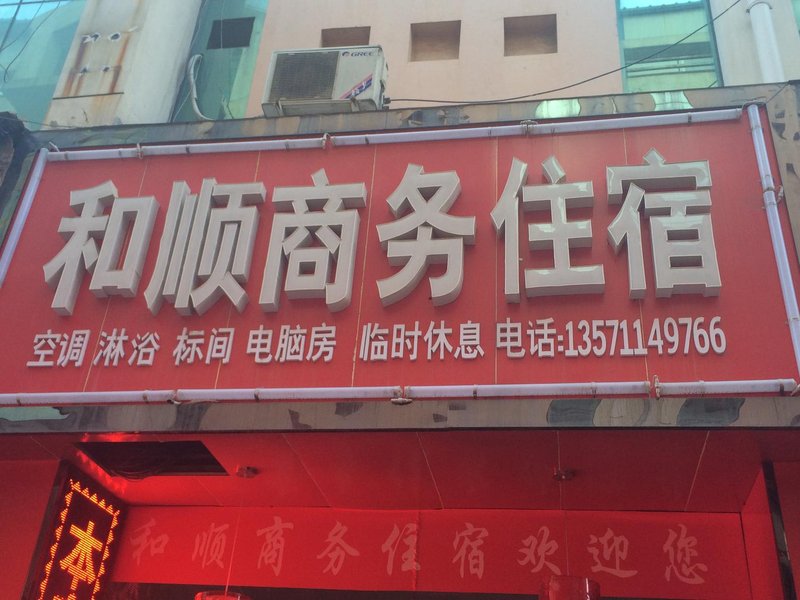 GREE
和顺商务住宿
空调 淋浴 标间 电脑房 临时休息 电话:13571149766
和顺商务住宿欢迎您
本